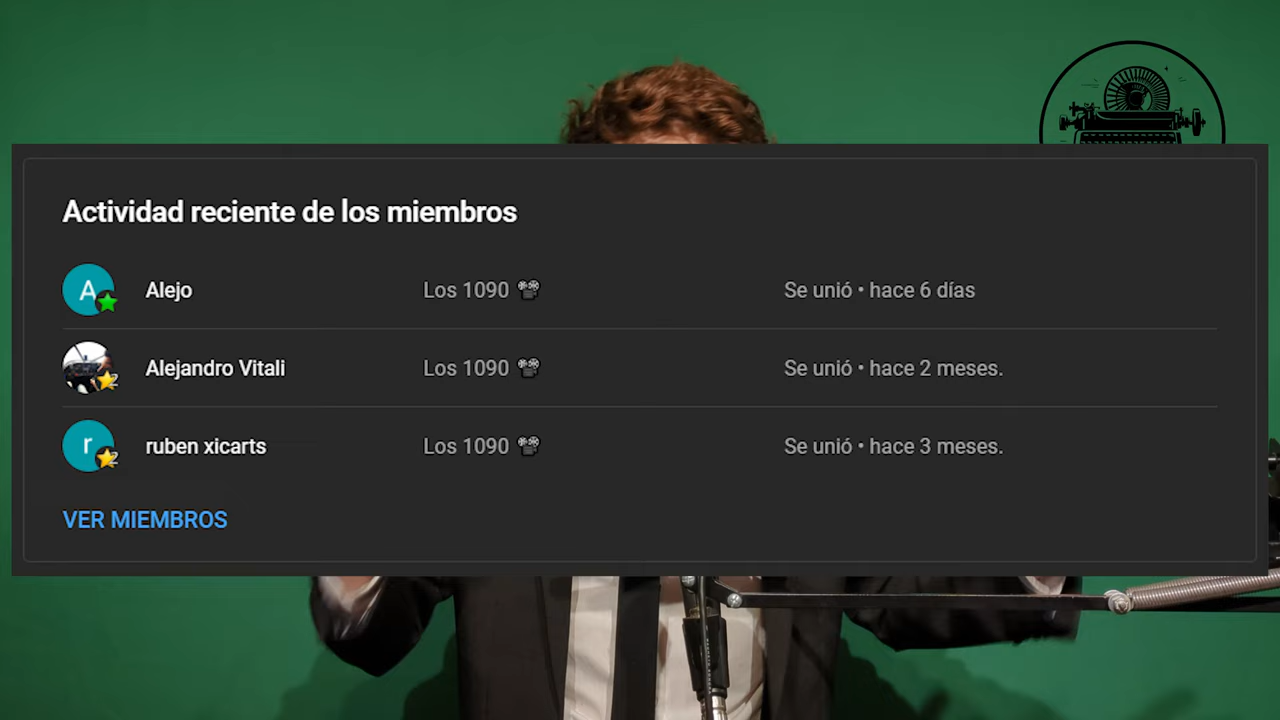 Actividad reciente de los miembros
A Alejo Los 1090 Se unió • hace 6 días
Alejandro Vitali Los 1090 Se unió • hace 2 meses.
r ruben xicarts Los 1090 Se unió • hace 3 meses.
VER MIEMBROS